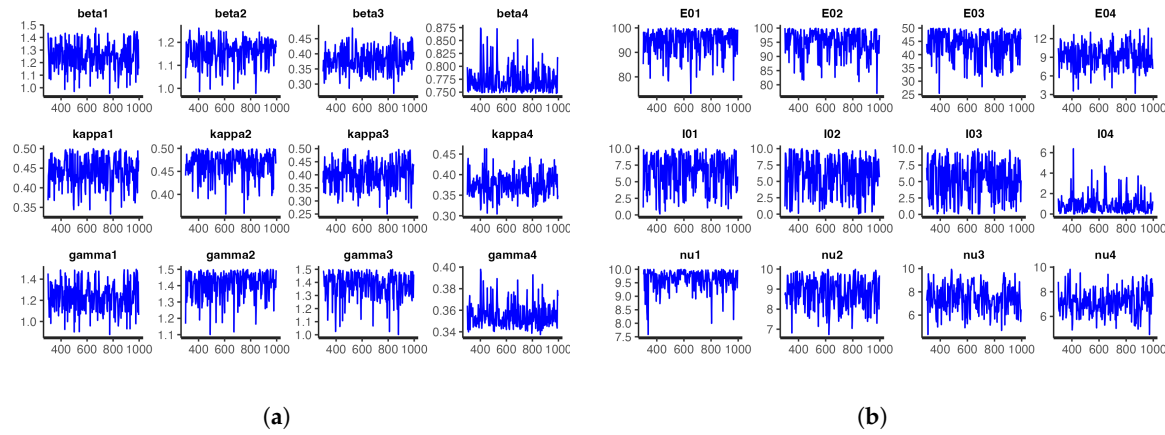 beta1 beta2 beta3 beta4 E01 E02 E03 E04
1.5 1.4 1.3 1.2 1.1 1.0
1.2 1.1 1.0
0.45 0.40 0.35 0.30
0.875 0.850 0.825 0.800 0.775 0.750
100 90 80
100 95 90 85 80
50 45 40 35 30 25
12 9 6 3
400 600 800 1000 400 600 800 1000 400 600 800 1000 400 600 800 1000 400 600 800 1000 400 600 800 1000 400 600 800 1000 400 600 800 1000
kappa1 kappa2 kappa3 kappa4 I01 I02 I03 I04
0.50 0.45 0.40 0.35
0.50 0.45 0.40
0.50 0.45 0.40 0.35 0.30 0.25
0.45 0.40 0.35 0.30
10.0 7.5 5.0 2.5 0.0
10.0 7.5 5.0 2.5 0.0
10.0 7.5 5.0 2.5 0.0
6 4 2 0
400 600 800 1000 400 600 800 1000 400 600 800 1000 400 600 800 1000 400 600 800 1000 400 600 800 1000 400 600 800 1000 400 600 800 1000
gamma1 gamma2 gamma3 gamma4 nu1 nu2 nu3 nu4
1.4 1.2 1.0
1.5 1.4 1.3 1.2 1.1
1.5 1.4 1.3 1.2 1.1 1.0
0.40 0.38 0.36 0.34
10.0 9.5 9.0 8.5 8.0 7.5
10 9 8 7
10 8 6
10 8 6
400 600 800 1000 400 600 800 1000 400 600 800 1000 400 600 800 1000 400 600 800 1000 400 600 800 1000 400 600 800 1000 400 600 800 1000
(a) (b)